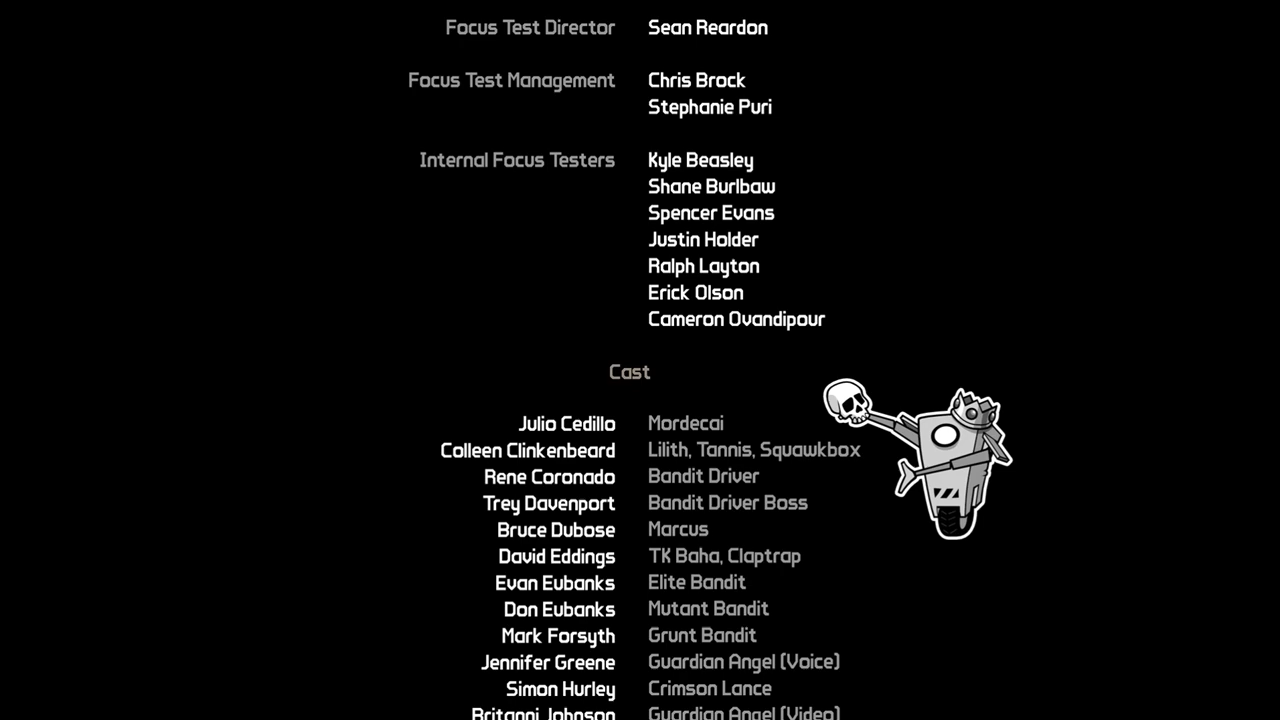 Focus Test Director Sean Reardon
Focus Test Management Chris Brock
Stephanie Puri
Internal Focus Testers Kyle Beasley
Shane Burlbaw
Spencer Evans
Justin Holder
Ralph Layton
Erick Olson
Cameron Ovandipour
Cast
Julio Cedillo Mordecai
Colleen Clinkenbeard Lilith, Tannis, Squawkbox
Rene Coronado Bandit Driver
Trey Davenport Bandit Driver Boss
Bruce Dubose Marcus
David Eddings TK Baha, Claptrap
Evan Eubanks Elite Bandit
Don Eubanks Mutant Bandit
Mark Forsyth Grunt Bandit
Jennifer Greene Guardian Angel (Voice)
Simon Hurley Crimson Lance
Britanni Johnson Guardian Angel (Video)